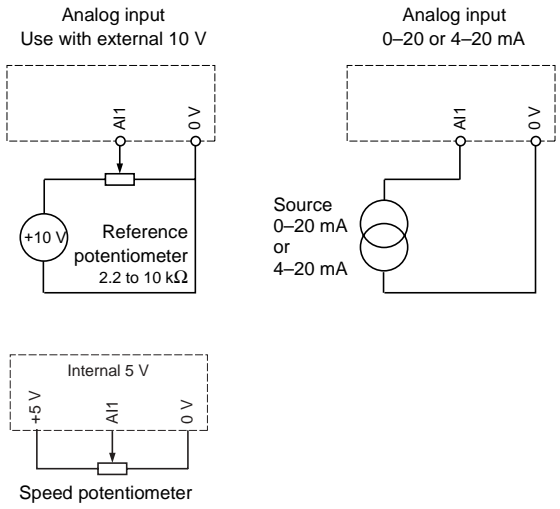 Analog input
Use with external 10 V
AI1
0 V
+10 V
Reference
potentiometer
2.2 to 10 kΩ
Analog input
0–20 or 4–20 mA
AI1
0 V
Source
0–20 mA
or
4–20 mA
Internal 5 V
+5 V
AI1
0 V
Speed potentiometer